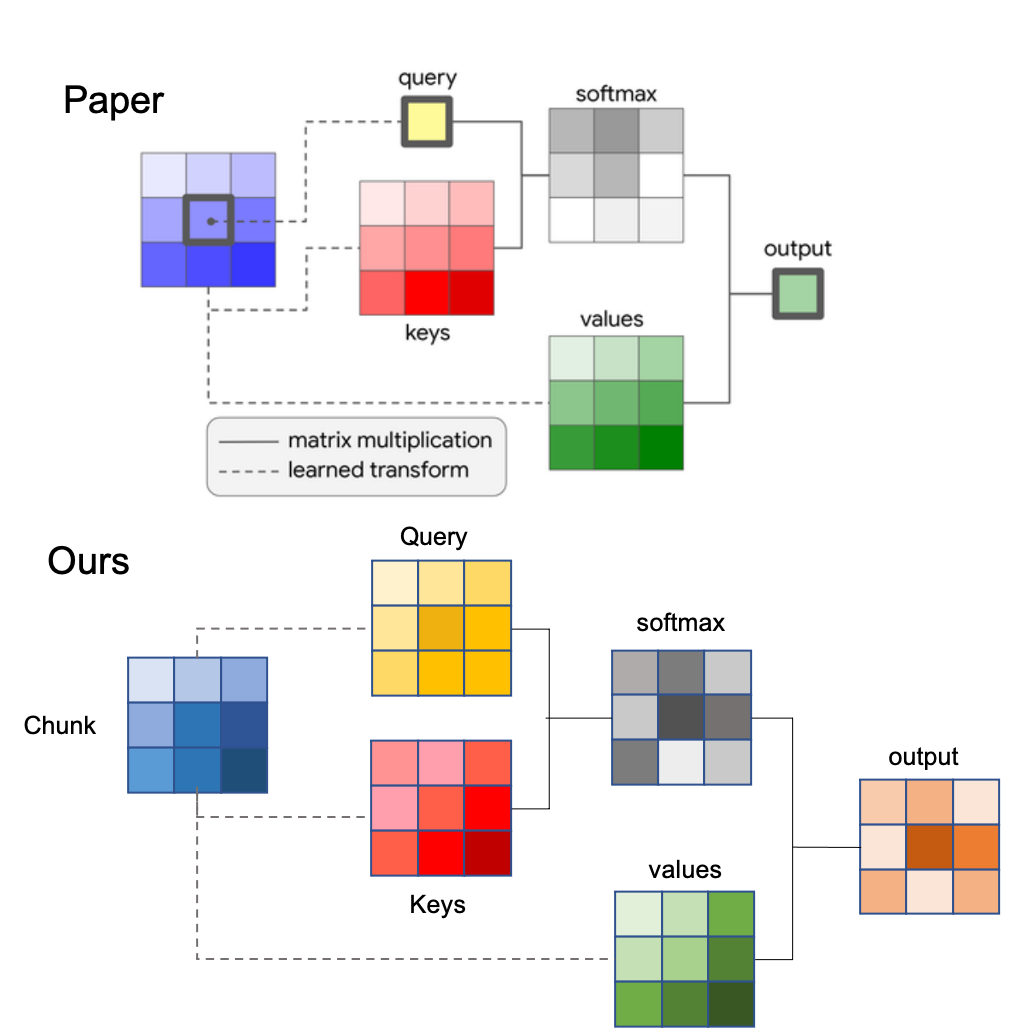 Paper
query
softmax
keys
output
values
matrix multiplication
learned transform
Ours
Query
Chunk
softmax
Keys
output
values